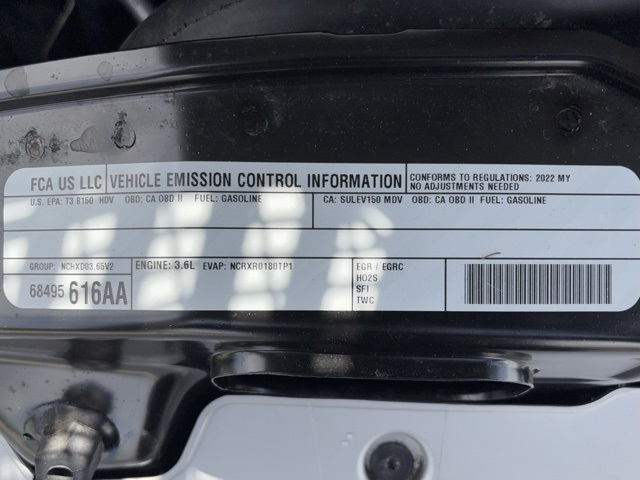 FCA US LLC
VEHICLE EMISSION CONTROL INFORMATION
CONFORMS TO REGULATIONS: 2022 MY
NO ADJUSTMENTS NEEDED
U.S. EPA: T3 B150 HDV OBD: CA OBD II FUEL: GASOLINE
CA: SULEV150 MDV OBD: CA OBD II FUEL: GASOLINE
GROUP: NCHXD03.65V2
68495 616AA
ENGINE: 3.6L EVAP: NCRXR0180TP1
EGR / EGRC
HO2S
SFI
TWC